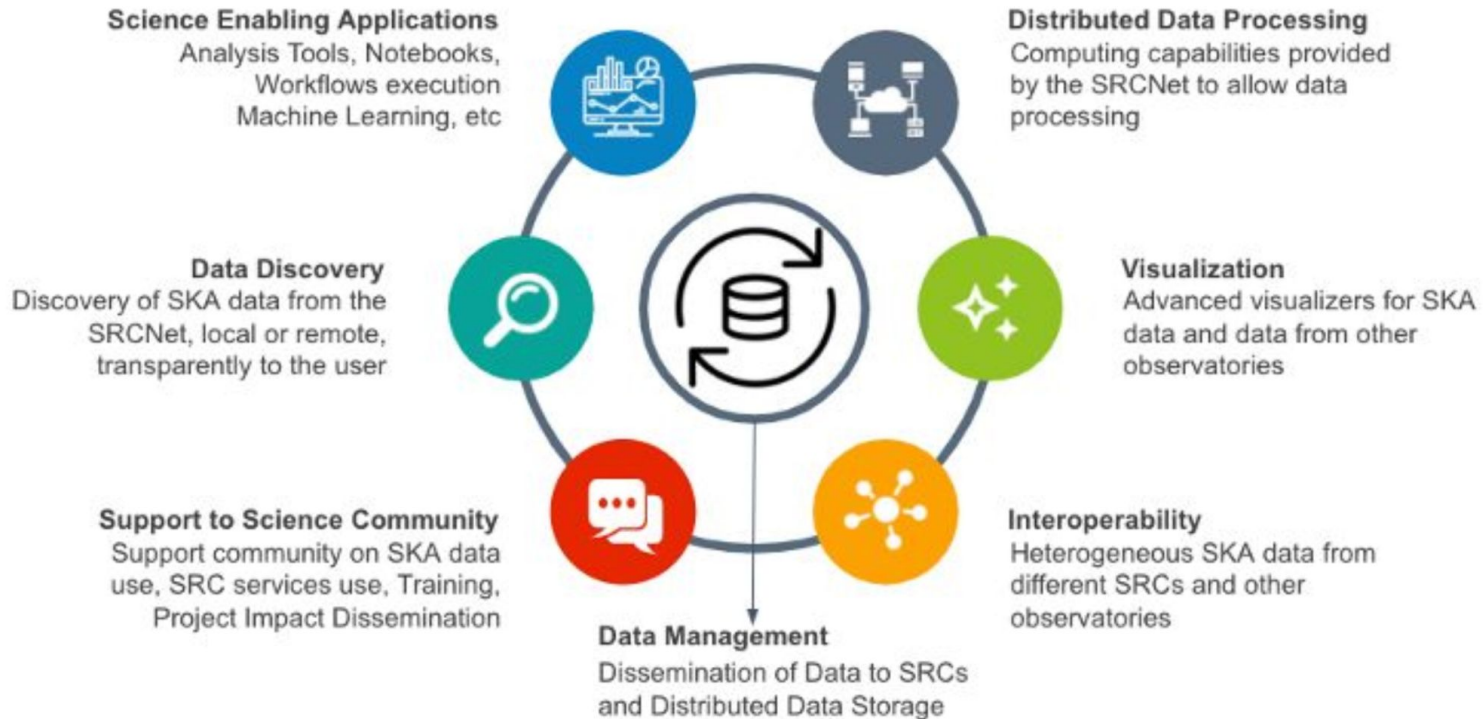 Science Enabling Applications
Analysis Tools, Notebooks,
Workflows execution
Machine Learning, etc
Distributed Data Processing
Computing capabilities provided
by the SRCNet to allow data
processing
Data Discovery
Discovery of SKA data from the
SRCNet, local or remote,
transparently to the user
Visualization
Advanced visualizers for SKA
data and data from other
observatories
Support to Science Community
Support community on SKA data
use, SRC services use, Training,
Project Impact Dissemination
Interoperability
Heterogeneous SKA data from
different SRCs and other
observatories
Data Management
Dissemination of Data to SRCs
and Distributed Data Storage